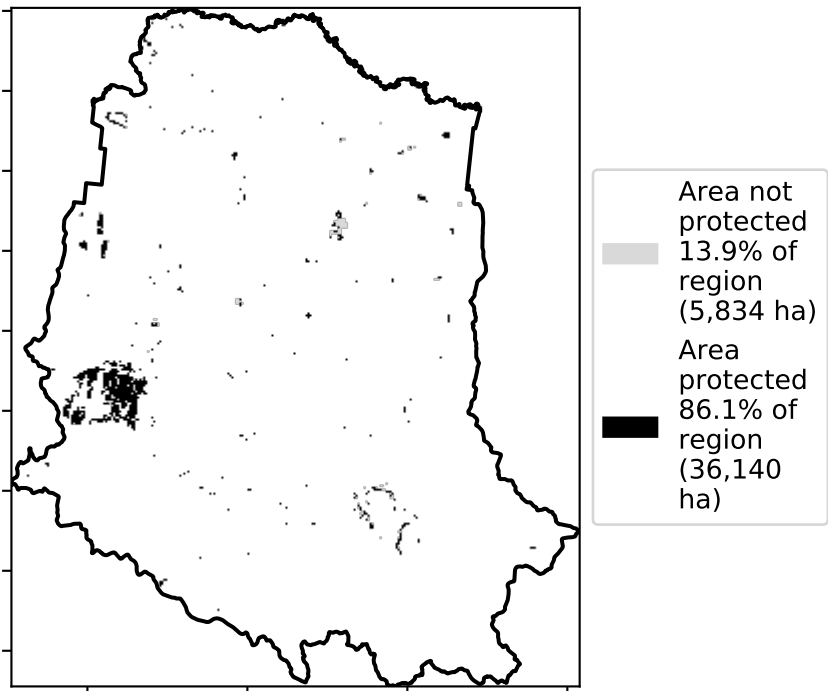 Area not
protected
13.9% of
region
(5,834 ha)
Area
protected
86.1% of
region
(36,140
ha)